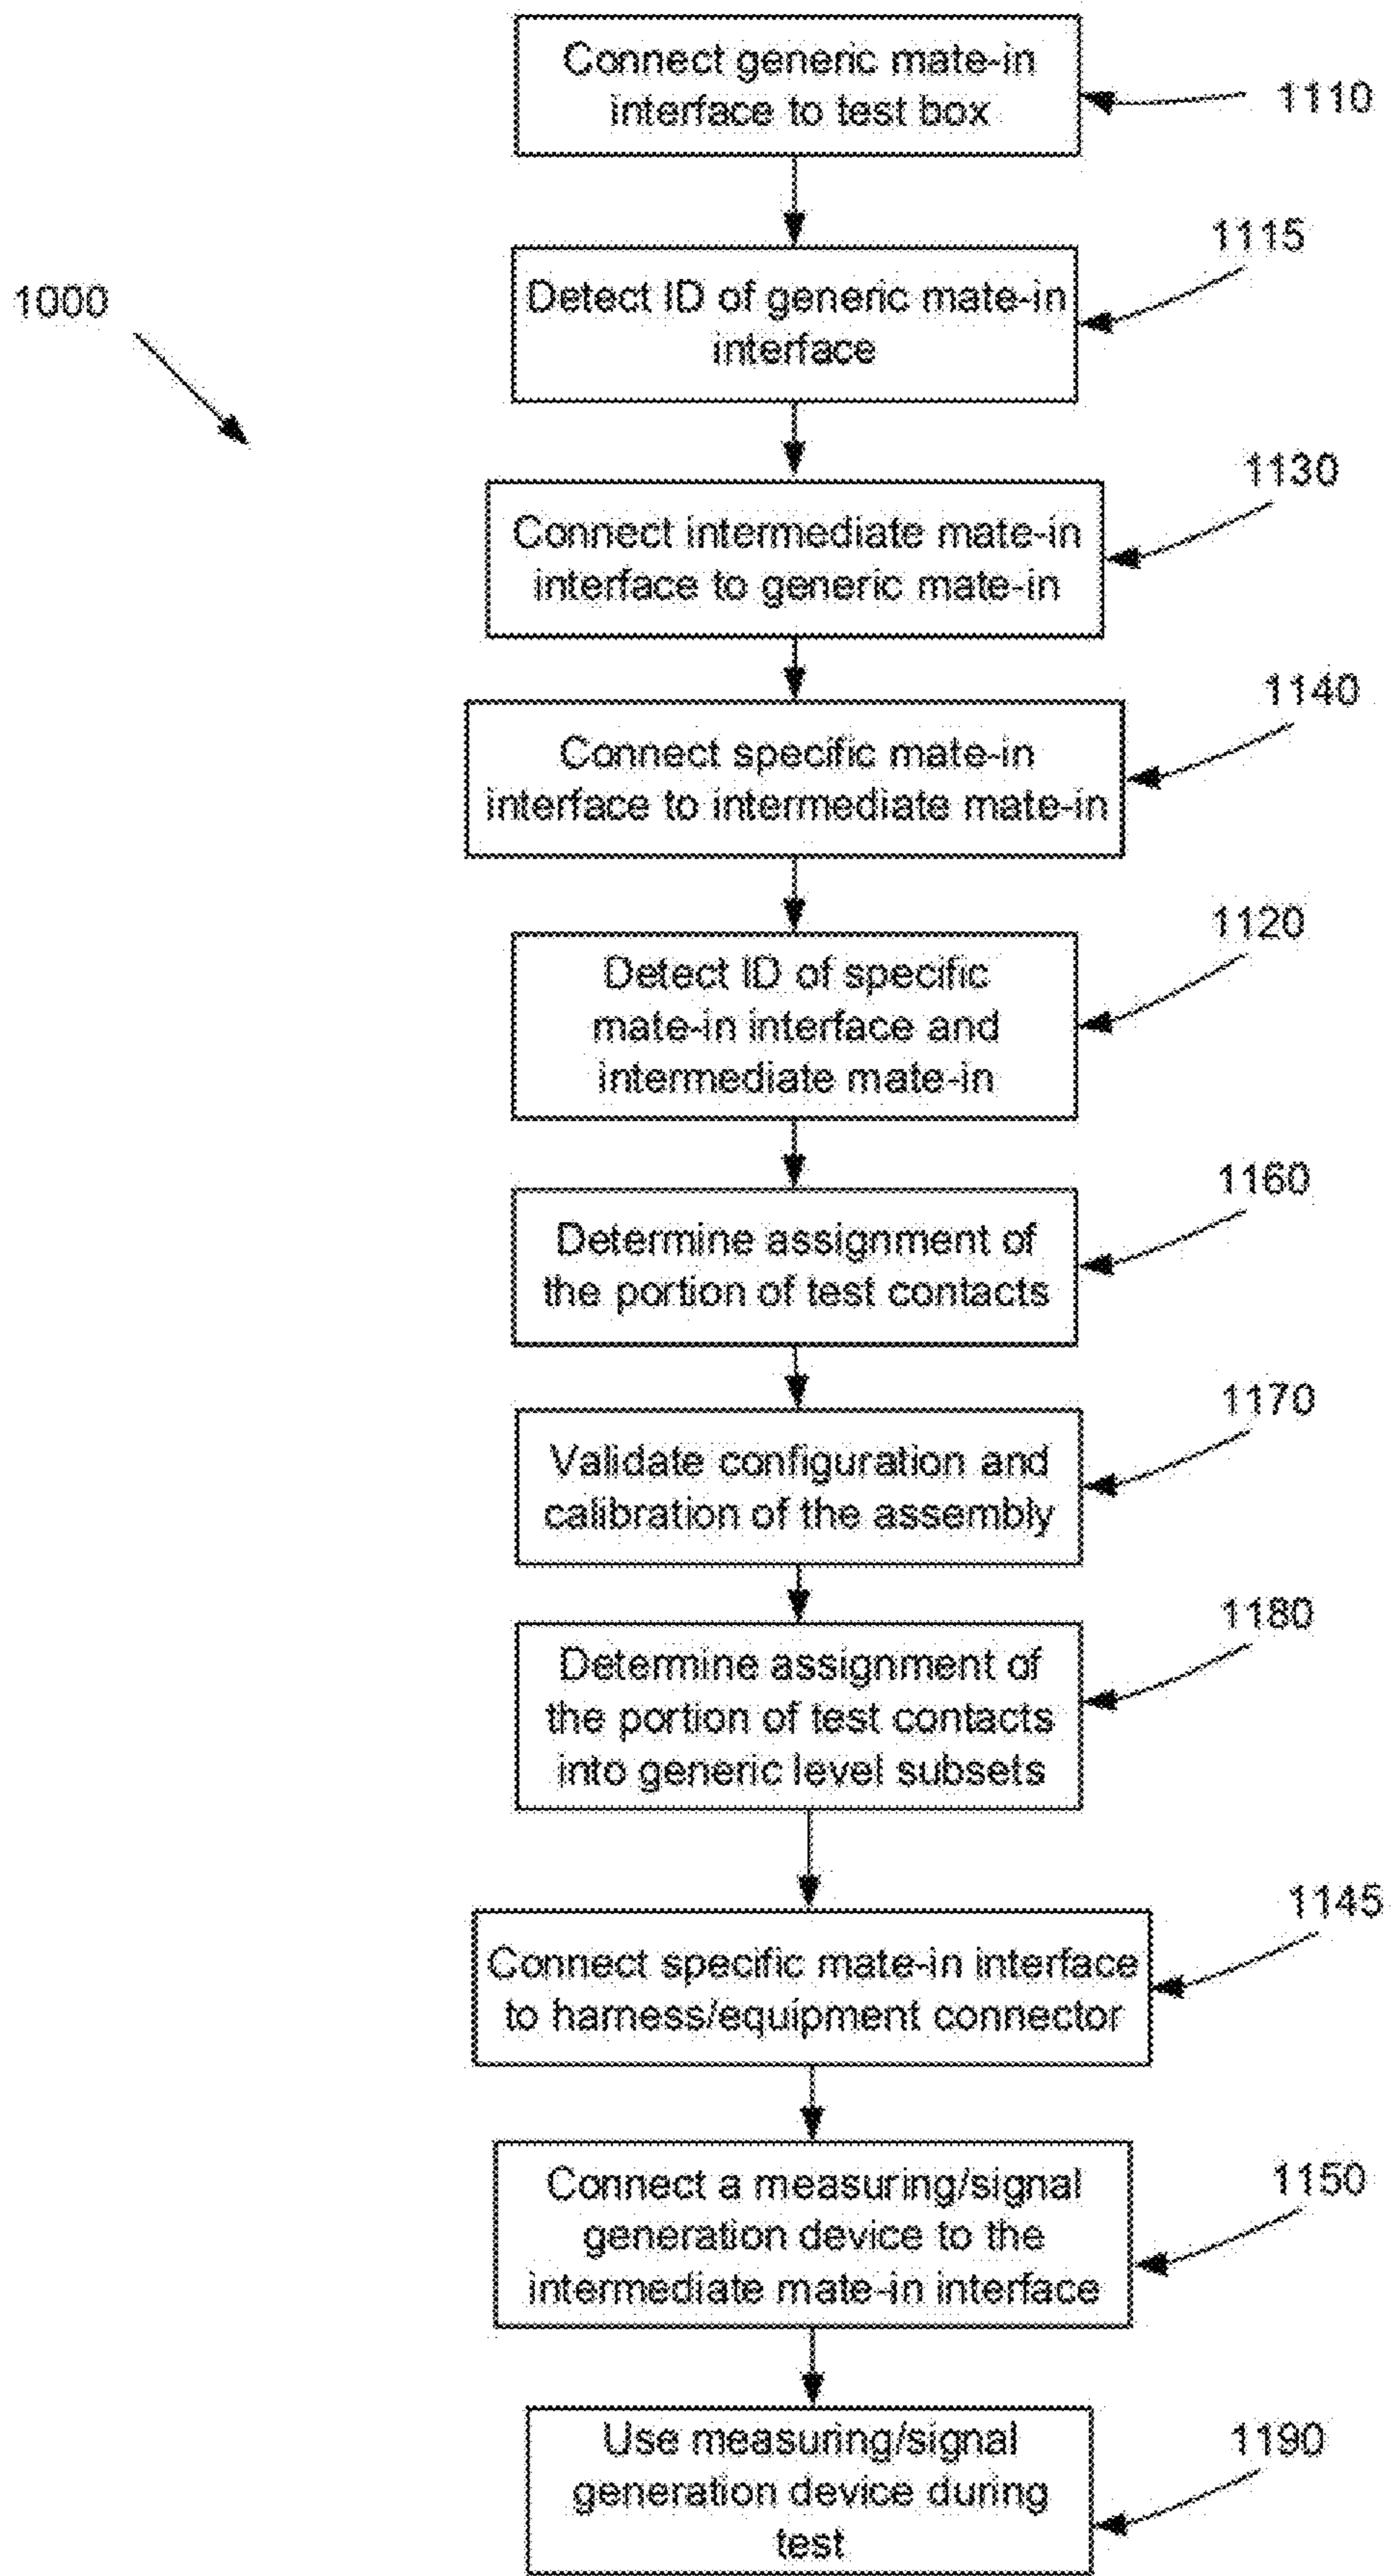 Connect generic mate-in
interface to test box
1110
1000
Detect ID of generic mate-in
interface
1115
Connect intermediate mate-in
interface to generic mate-in
1130
Connect specific mate-in
interface to intermediate mate-in
1140
Detect ID of specific
mate-in interface and
intermediate mate-in
1120
Determine assignment of
the portion of test contacts
1160
Validate configuration and
calibration of the assembly
1170
Determine assignment of
the portion of test contacts
into generic level subsets
1180
Connect specific mate-in interface
to harness/equipment connector
1145
Connect a measuring/signal
generation device to the
intermediate mate-in interface
1150
Use measuring/signal
generation device during
test
1190